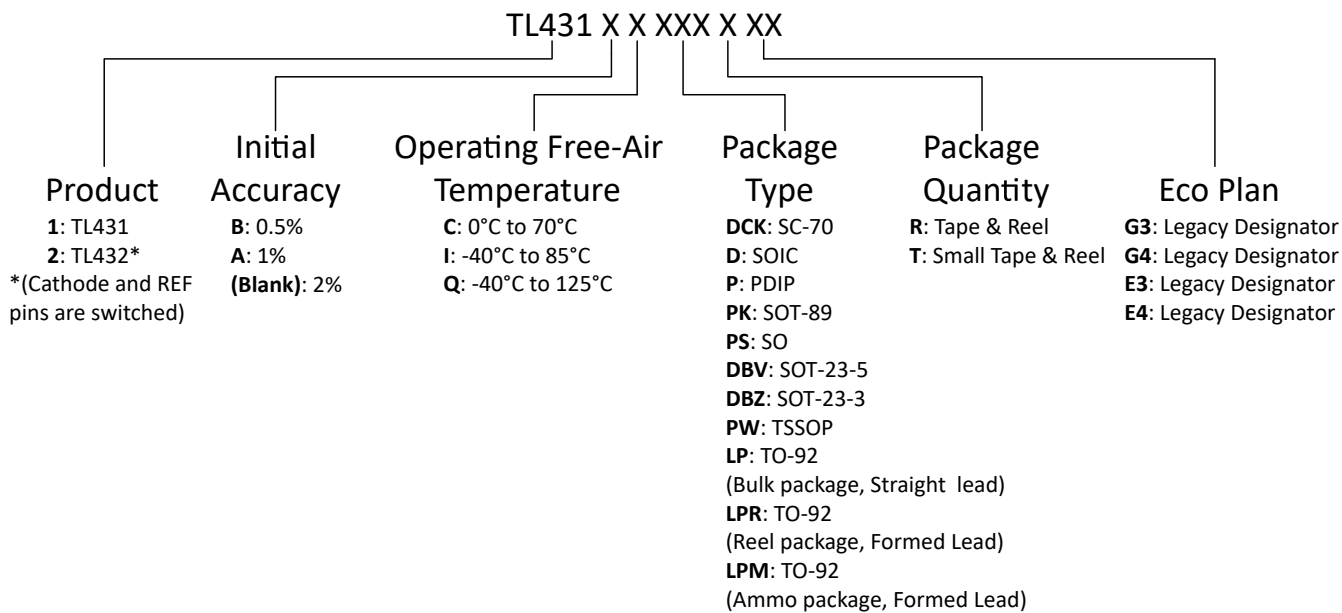 TL431 X X XXX X XX
Product
1: TL431
2: TL432*
*(Cathode and REF
pins are switched)
Initial
Accuracy
B: 0.5%
A: 1%
(Blank): 2%
Operating Free-Air
Temperature
C: 0°C to 70°C
I: -40°C to 85°C
Q: -40°C to 125°C
Package
Type
DCK: SC-70
D: SOIC
P: PDIP
PK: SOT-89
PS: SO
DBV: SOT-23-5
DBZ: SOT-23-3
PW: TSSOP
LP: TO-92
(Bulk package, Straight lead)
LPR: TO-92
(Reel package, Formed Lead)
LPM: TO-92
(Ammo package, Formed Lead)
Package
Quantity
R: Tape & Reel
T: Small Tape & Reel
Eco Plan
G3: Legacy Designator
G4: Legacy Designator
E3: Legacy Designator
E4: Legacy Designator